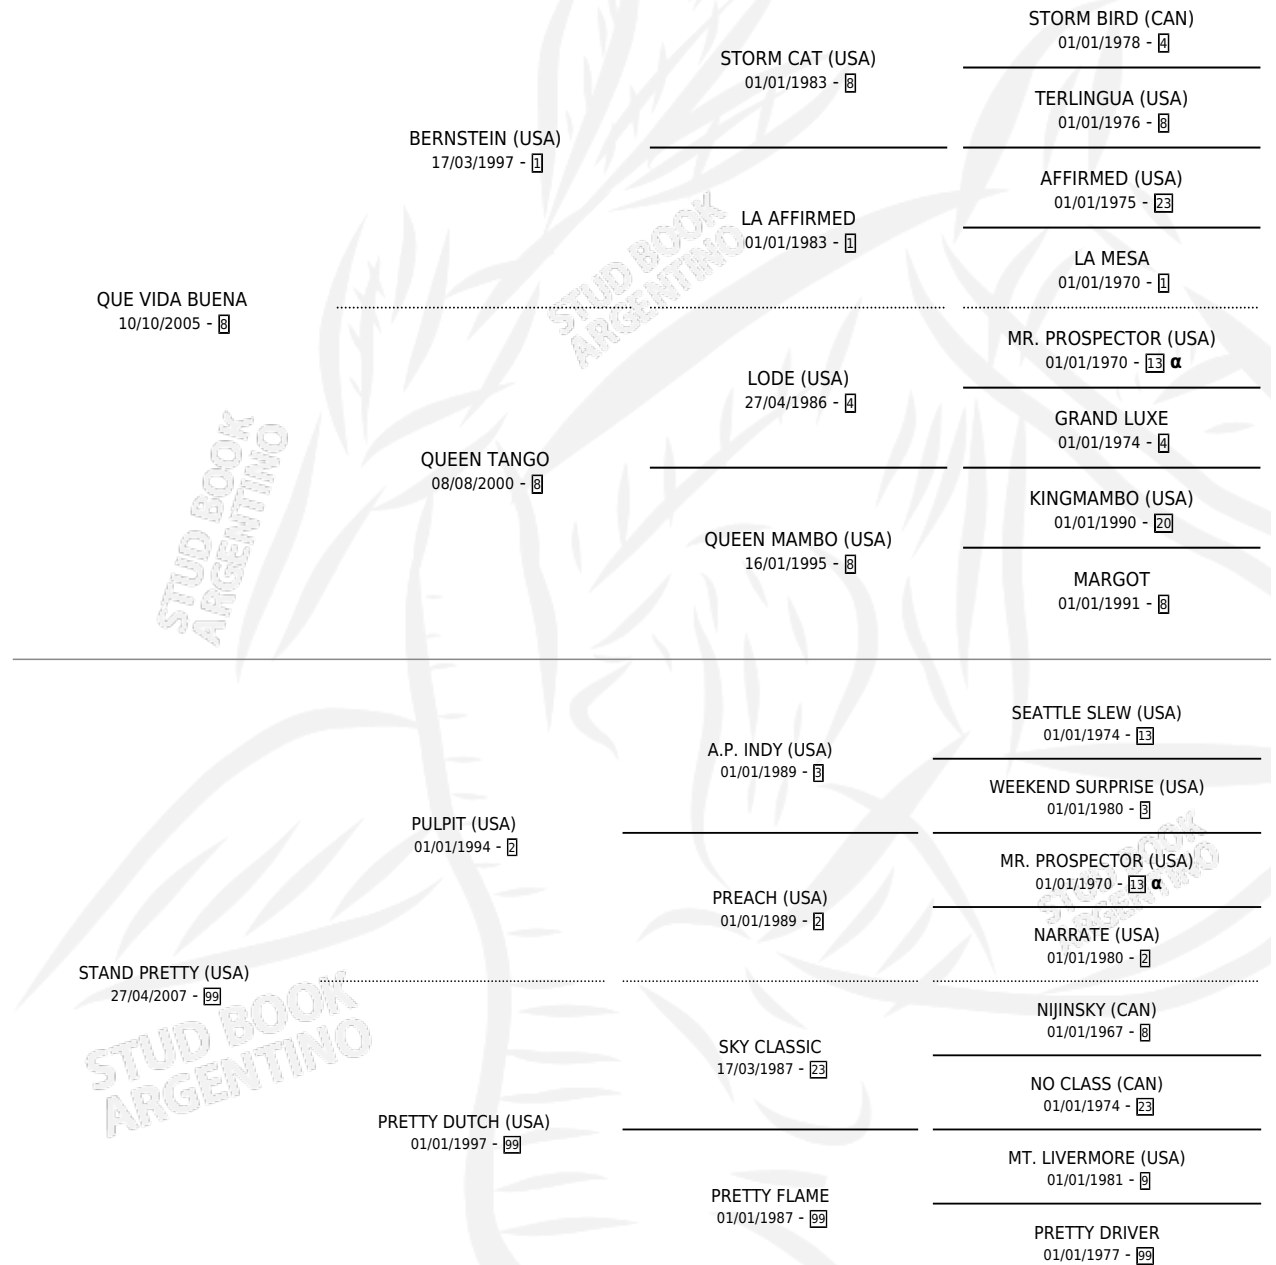 STORM BIRD (CAN)
01/01/1978 - 4
STORM CAT (USA)
01/01/1983 - 8
TERLINGUA (USA)
01/01/1976 - 8
BERNSTEIN (USA)
17/03/1997 - 1
AFFIRMED (USA)
01/01/1975 - 23
LA AFFIRMED
01/01/1983 - 1
LA MESA
01/01/1970 - 1
QUE VIDA BUENA
10/10/2005 - 8
MR. PROSPECTOR (USA)
01/01/1970 - 13 α
LODE (USA)
27/04/1986 - 4
GRAND LUXE
01/01/1974 - 4
QUEEN TANGO
08/08/2000 - 8
KINGMAMBO (USA)
01/01/1990 - 20
QUEEN MAMBO (USA)
16/01/1995 - 8
MARGOT
01/01/1991 - 8
SEATTLE SLEW (USA)
01/01/1974 - 13
A.P. INDY (USA)
01/01/1989 - 3
WEEKEND SURPRISE (USA)
01/01/1980 - 3
PULPIT (USA)
01/01/1994 - 2
MR. PROSPECTOR (USA)
01/01/1970 - 13 α
PREACH (USA)
01/01/1989 - 2
NARRATE (USA)
01/01/1980 - 2
STAND PRETTY (USA)
27/04/2007 - 99
NIJINSKY (CAN)
01/01/1967 - 8
SKY CLASSIC
17/03/1987 - 23
NO CLASS (CAN)
01/01/1974 - 23
PRETTY DUTCH (USA)
01/01/1997 - 99
MT. LIVERMORE (USA)
01/01/1981 - 9
PRETTY FLAME
01/01/1987 - 99
PRETTY DRIVER
01/01/1977 - 99
STUD BOOK
ARGENTINO
STUD BOOK
ARGENTINO
STUD BOOK
ARGENTINO
STUD BOOK
ARGENTINO